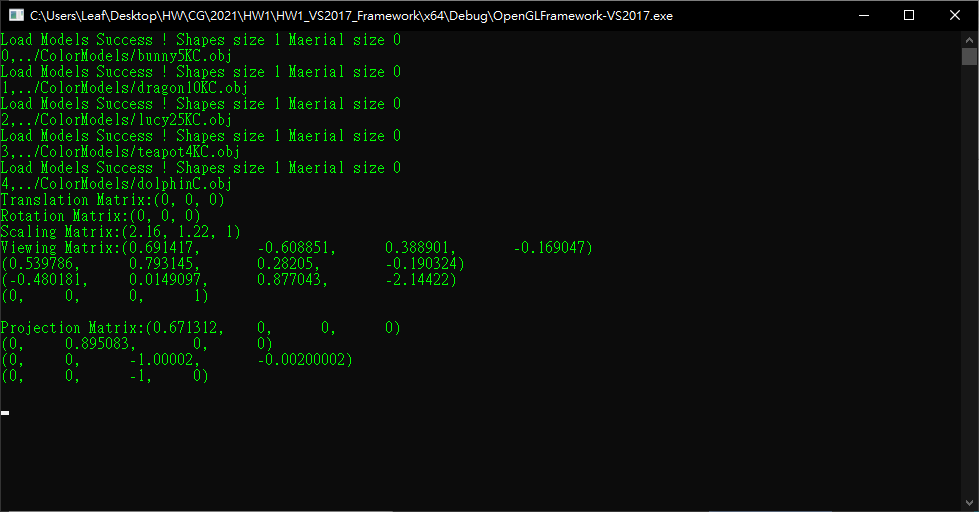 C:\Users\Leaf\Desktop\HW\CG\2021\HW1\HW1_VS2017_Framework\x64\Debug\OpenGLFramework-VS2017.exe
Load Models Success ! Shapes size 1 Maerial size 0
0,../ColorModels/bunny5KC.obj
Load Models Success ! Shapes size 1 Maerial size 0
1,../ColorModels/dragon10KC.obj
Load Models Success ! Shapes size 1 Maerial size 0
2,../ColorModels/lucy25KC.obj
Load Models Success ! Shapes size 1 Maerial size 0
3,../ColorModels/teapot4KC.obj
Load Models Success ! Shapes size 1 Maerial size 0
4,../ColorModels/dolphinC.obj
Translation Matrix:(0, 0, 0)
Rotation Matrix:(0, 0, 0)
Scaling Matrix:(2.16, 1.22, 1)
Viewing Matrix:(0.691417, -0.608851, 0.388901, -0.169047)
(0.539786, 0.793145, 0.28205, -0.190324)
(-0.480181, 0.0149097, 0.877043, -2.14422)
(0, 0, 0, 1)
Projection Matrix:(0.671312, 0, 0, 0)
(0, 0.895083, 0, 0)
(0, 0, -1.00002, -0.00200002)
(0, 0, -1, 0)